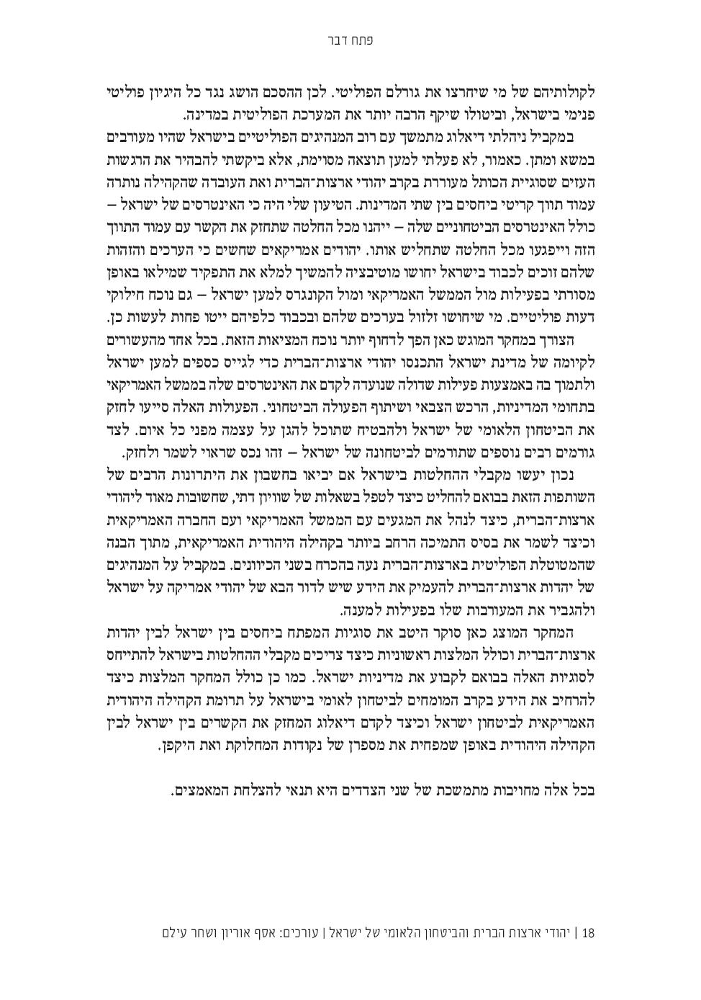 פתח דבר
לקולותיהם של מי שיחרצו את גורלם הפוליטי. לכן ההסכם הושג נגד כל היגיון פוליטי
פנימי בישראל, וביטולו שיקף הרבה יותר את המערכת הפוליטית במדינה.
במקביל ניהלתי דיאלוג מתמשך עם רוב המנהיגים הפוליטיים בישראל שהיו מעורבים
במשא ומתן. כאמור, לא פעלתי למען תוצאה מסוימת, אלא ביקשתי להבהיר את הרגשות
העזים שסוגיית הכותל מעוררת בקרב יהודי ארצות־הברית ואת העובדה שהקהילה נותרה
עמוד תווך קריטי ביחסים בין שתי המדינות. הטיעון שלי היה כי האינטרסים של ישראל –
כולל האינטרסים הביטחוניים שלה – ייהנו מכל החלטה שתחזק את הקשר עם עמוד התווך
הזה וייפגעו מכל החלטה שתחליש אותו. יהודים אמריקאים שחשים כי הערכים והזהות
שלהם זוכים לכבוד בישראל יחושו מוטיבציה להמשיך למלא את התפקיד שמילאו באופן
מסורתי בפעילות מול הממשל האמריקאי ומול הקונגרס למען ישראל – גם נוכח חילוקי
דעות פוליטיים. מי שיחושו זלזול בערכים שלהם ובכבוד כלפיהם ייטו פחות לעשות כן.
הצורך במחקר המוגש כאן הפך לדחוף יותר נוכח המציאות הזאת. בכל אחד מהעשורים
לקיומה של מדינת ישראל התכנסו יהודי ארצות־הברית כדי לגייס כספים למען ישראל
ולתמוך בה באמצעות פעילות שדולה שנועדה לקדם את האינטרסים שלה בממשל האמריקאי
בתחומי המדיניות, הרכש הצבאי ושיתוף הפעולה הביטחוני. הפעולות האלה סייעו לחזק
את הביטחון הלאומי של ישראל ולהבטיח שתוכל להגן על עצמה מפני כל איום. לצד
גורמים רבים נוספים שתורמים לביטחונה של ישראל – זהו נכס שראוי לשמר ולחזק.
נכון יעשו מקבלי ההחלטות בישראל אם יביאו בחשבון את היתרונות הרבים של
השותפות הזאת בבואם להחליט כיצד לטפל בשאלות של שוויון דתי, שחשובות מאוד ליהודי
ארצות־הברית, כיצד לנהל את המגעים עם הממשל האמריקאי ועם החברה האמריקאית
וכיצד לשמר את בסיס התמיכה הרחב ביותר בקהילה היהודית האמריקאית, מתוך הבנה
שהמטוטלת הפוליטית בארצות־הברית נעה בהכרח בשני הכיוונים. במקביל על המנהיגים
של יהדות ארצות־הברית להעמיק את הידע שיש לדור הבא של יהודי אמריקה על ישראל
ולהגביר את המעורבות שלו בפעילות למענה.
המחקר המוצג כאן סוקר היטב את סוגיות המפתח ביחסים בין ישראל לבין יהדות
ארצות־הברית וכולל המלצות ראשוניות כיצד צריכים מקבלי ההחלטות בישראל להתייחס
לסוגיות האלה בבואם לקבוע את מדיניות ישראל. כמו כן כולל המחקר המלצות כיצד
להרחיב את הידע בקרב המומחים לביטחון לאומי בישראל על תרומת הקהילה היהודית
האמריקאית לביטחון ישראל וכיצד לקדם דיאלוג המחזק את הקשרים בין ישראל לבין
הקהילה היהודית באופן שמפחית את מספרן של נקודות המחלוקת ואת היקפן.
בכל אלה מחויבות מתמשכת של שני הצדדים היא תנאי להצלחת המאמצים.
18 | יהודי ארצות הברית והביטחון הלאומי של ישראל | עורכים: אסף אוריון ושחר עילם